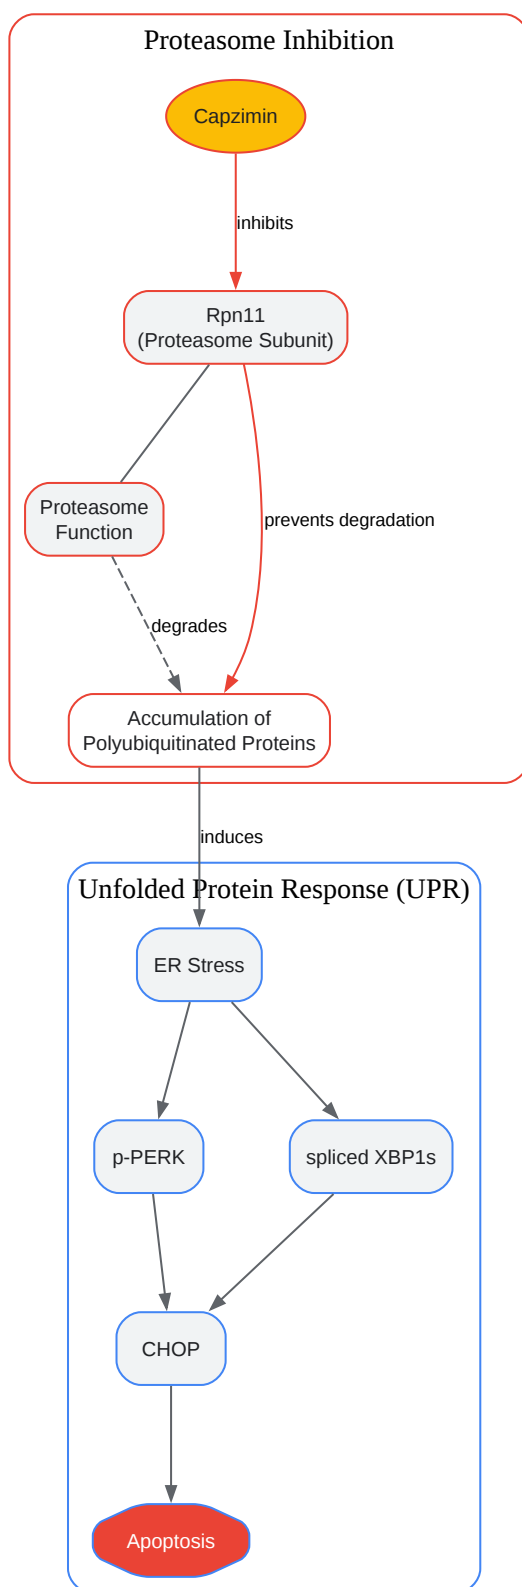 Proteasome Inhibition
Capzimin
inhibits
Rpn11
(Proteasome Subunit)
Proteasome
Function
prevents degradation
degrades
Accumulation of
Polyubiquitinated Proteins
induces
Unfolded Protein Response (UPR)
ER Stress
p-PERK
spliced XBP1s
CHOP
Apoptosis